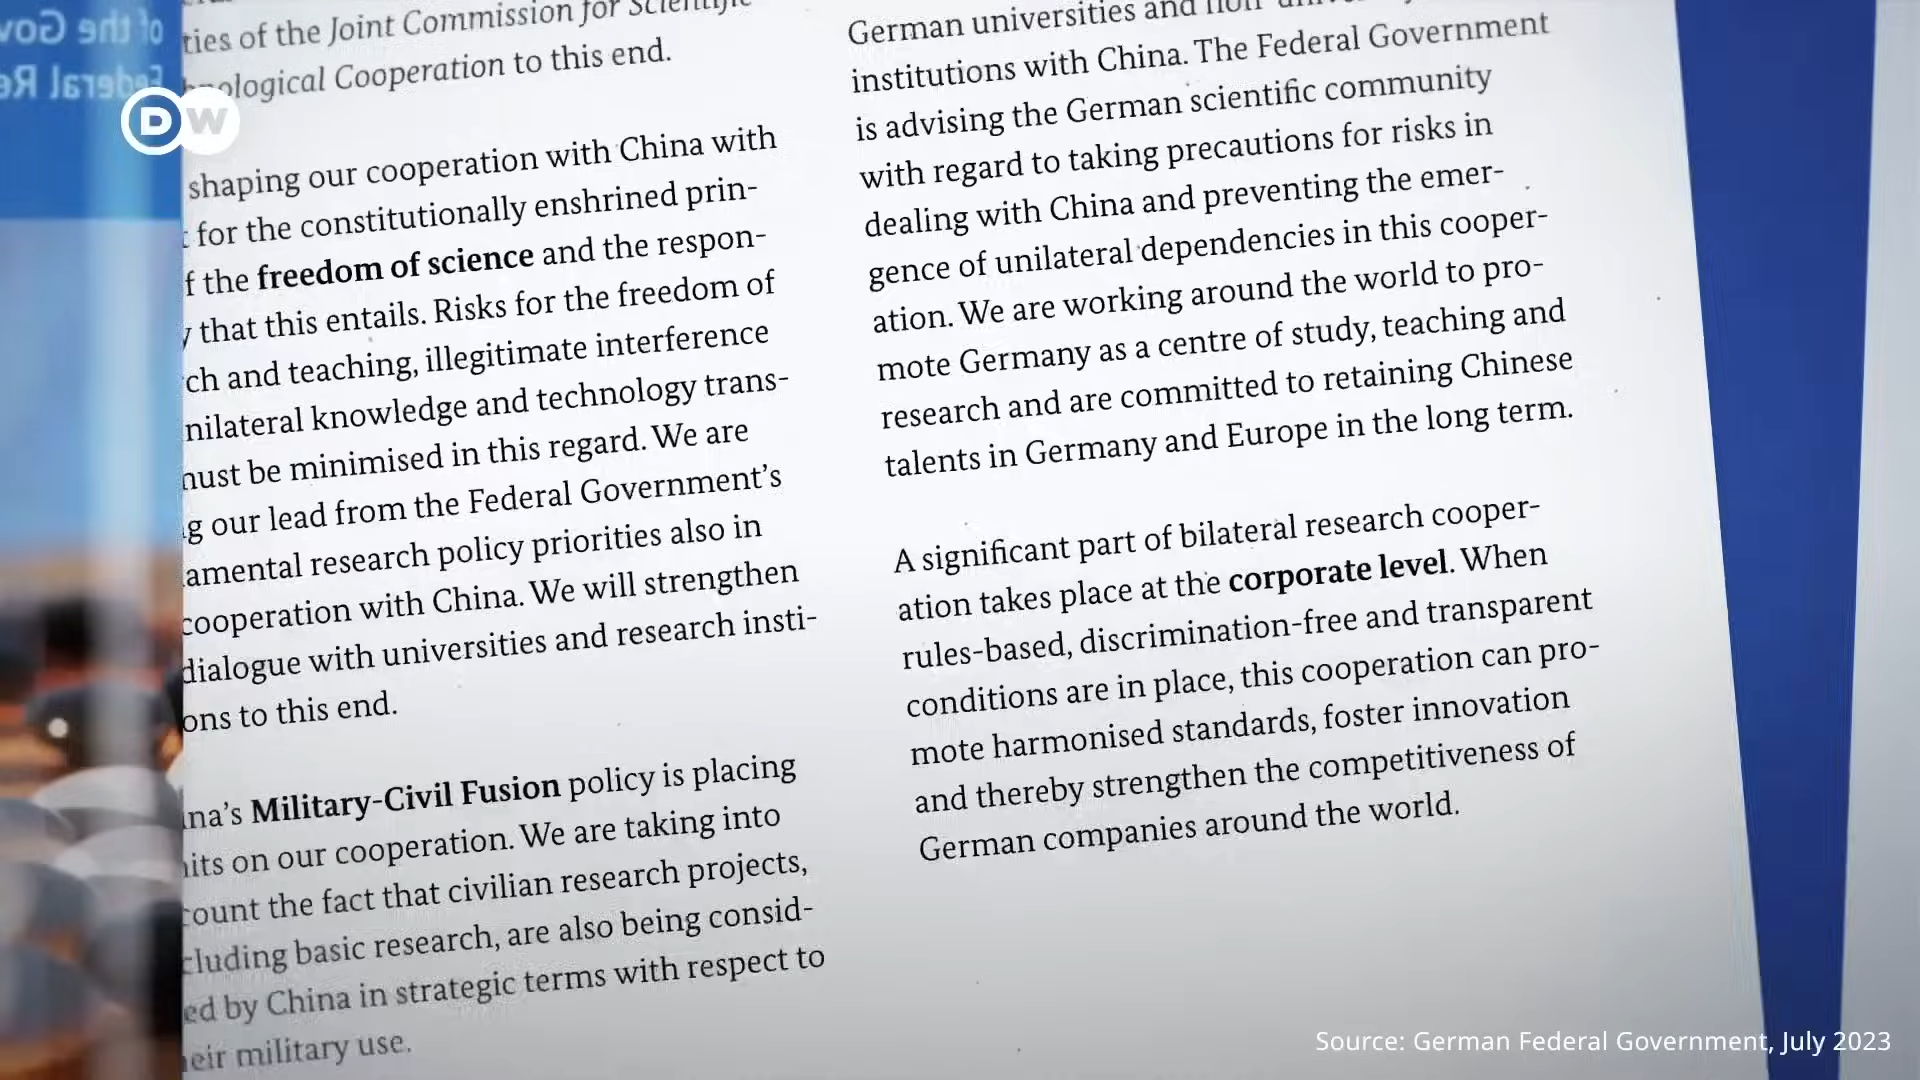 of the Gov
Federal Re
DW
ties of the Joint Commission for Scientific
ological Cooperation to this end.
shaping our cooperation with China with
for the constitutionally enshrined prin-
f the freedom of science and the respon-
y that this entails. Risks for the freedom of
ch and teaching, illegitimate interference
nilateral knowledge and technology trans-
ust be minimised in this regard. We are
g our lead from the Federal Government's
amental research policy priorities also in
cooperation with China. We will strengthen
dialogue with universities and research insti-
ons to this end.
ina's Military-Civil Fusion policy is placing
its on our cooperation. We are taking into
count the fact that civilian research projects,
cluding basic research, are also being consid-
ed by China in strategic terms with respect to
eir military use.
German universities and non
institutions with China. The Federal Government
is advising the German scientific community
with regard to taking precautions for risks in
dealing with China and preventing the emer-
gence of unilateral dependencies in this cooper-
ation. We are working around the world to pro-
mote Germany as a centre of study, teaching and
research and are committed to retaining Chinese
talents in Germany and Europe in the long term.
A significant part of bilateral research cooper-
ation takes place at the corporate level. When
rules-based, discrimination-free and transparent
conditions are in place, this cooperation can pro-
mote harmonised standards, foster innovation
and thereby strengthen the competitiveness of
German companies around the world.
Source: German Federal Government, July 2023